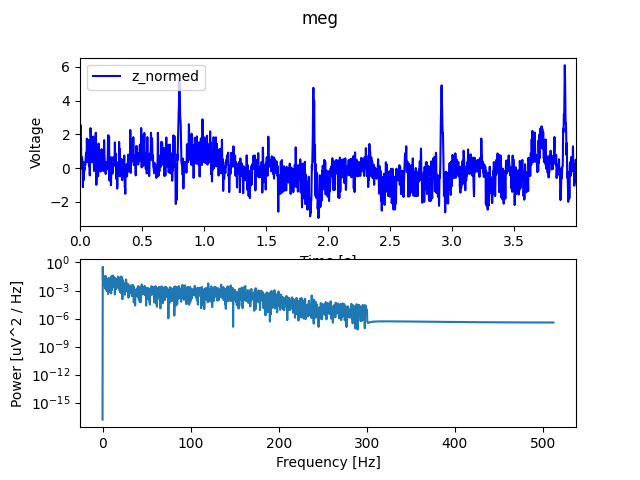 meg
6
4
2
0
−2
Voltage
z_normed
0.0 0.5 1.0 1.5 2.0 2.5 3.0 3.5
Time [s]
10^0
10^−3
10^−6
10^−9
10^−12
10^−15
Power [uV^2 / Hz]
0 100 200 300 400 500
Frequency [Hz]